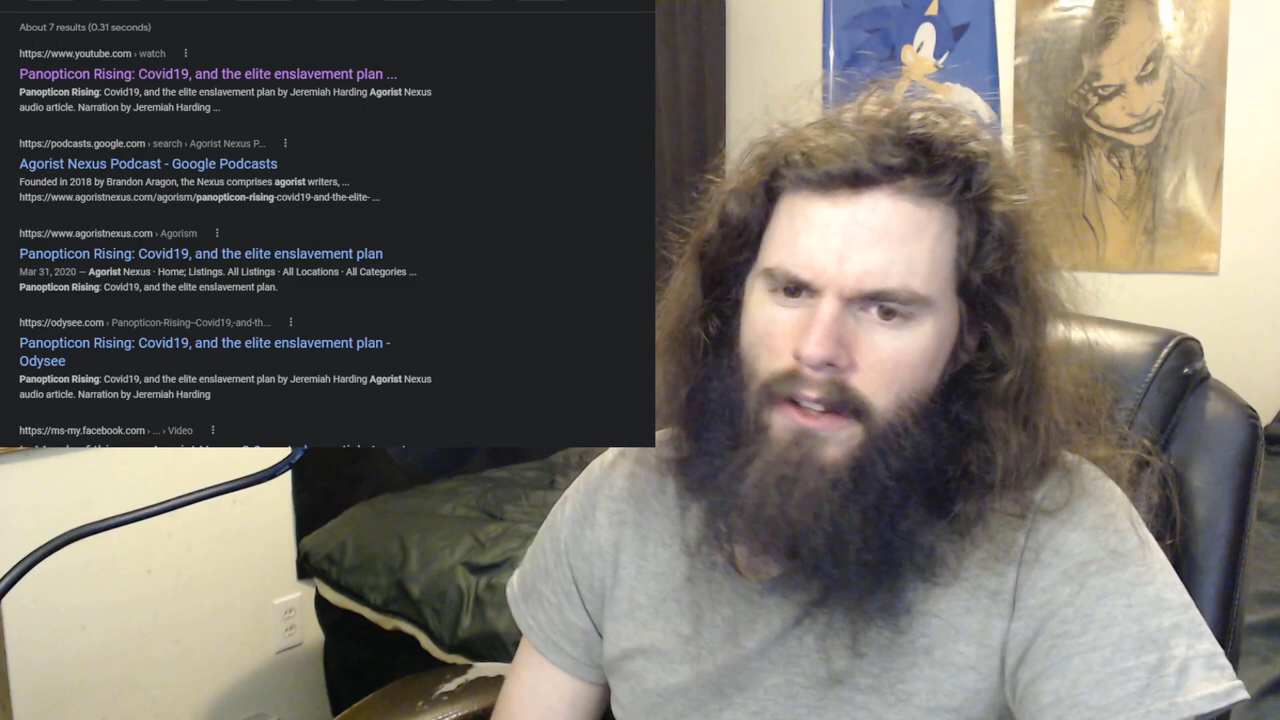 About 7 results (0.31 seconds)
https://www.youtube.com › watch
Panopticon Rising: Covid19, and the elite enslavement plan ...
Panopticon Rising: Covid19, and the elite enslavement plan by Jeremiah Harding Agorist Nexus
audio article. Narration by Jeremiah Harding ...
https://podcasts.google.com › search › Agorist Nexus P...
Agorist Nexus Podcast - Google Podcasts
Founded in 2018 by Brandon Aragon, the Nexus comprises agorist writers, ...
https://www.agoristnexus.com/agorism/panopticon-rising-covid19-and-the-elite- ...
https://www.agoristnexus.com › Agorism
Panopticon Rising: Covid19, and the elite enslavement plan
Mar 31, 2020 — Agorist Nexus · Home; Listings. All Listings · All Locations · All Categories ...
Panopticon Rising: Covid19, and the elite enslavement plan.
https://odysee.com › Panopticon-Rising--Covid19,-and-th...
Panopticon Rising: Covid19, and the elite enslavement plan -
Odysee
Panopticon Rising: Covid19, and the elite enslavement plan by Jeremiah Harding Agorist Nexus
audio article. Narration by Jeremiah Harding
https://ms-my.facebook.com › ... › Video